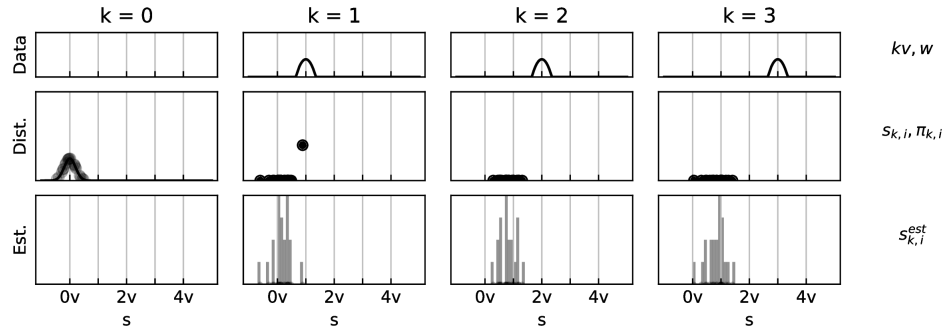 k = 0 k = 1 k = 2 k = 3
Data
kv, w
Dist.
s_{k,i}, π_{k,i}
Est.
s^{est}_{k,i}
0v 2v 4v 0v 2v 4v 0v 2v 4v 0v 2v 4v
s s s s